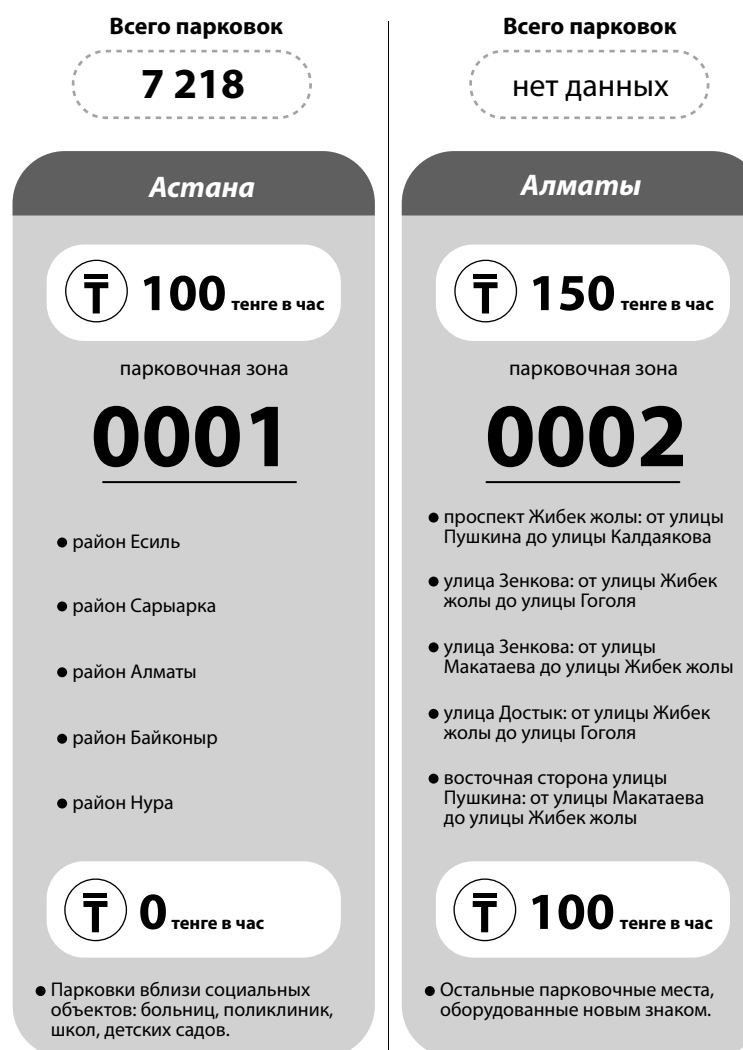 Всего парковок
7 218
Астана
₸ 100 тенге в час
парковочная зона
0001
район Есиль
район Сарыарка
район Алматы
район Байконыр
район Нура
₸ 0 тенге в час
Парковки вблизи социальных
объектов: больниц, поликлиник,
школ, детских садов.
Всего парковок
нет данных
Алматы
₸ 150 тенге в час
парковочная зона
0002
проспект Жибек жолы: от улицы
Пушкина до улицы Калдаякова
улица Зенкова: от улицы Жибек
жолы до улицы Гоголя
улица Зенкова: от улицы
Макатаева до улицы Жибек жолы
улица Достык: от улицы Жибек
жолы до улицы Гоголя
восточная сторона улицы
Пушкина: от улицы Макатаева
до улицы Жибек жолы
₸ 100 тенге в час
Остальные парковочные места,
оборудованные новым знаком.